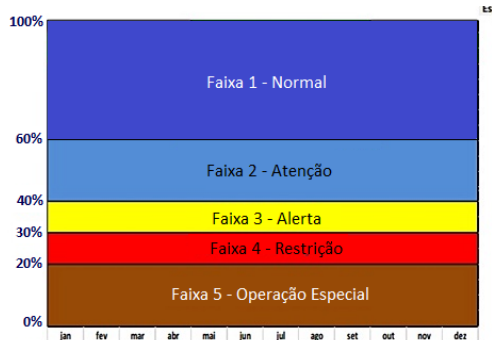 Es
100%
Faixa 1 - Normal
60%
Faixa 2 - Atenção
40%
Faixa 3 - Alerta
30%
Faixa 4 - Restrição
20%
Faixa 5 - Operação Especial
0%
jan fev mar abr mai jun jul ago set out nov dez